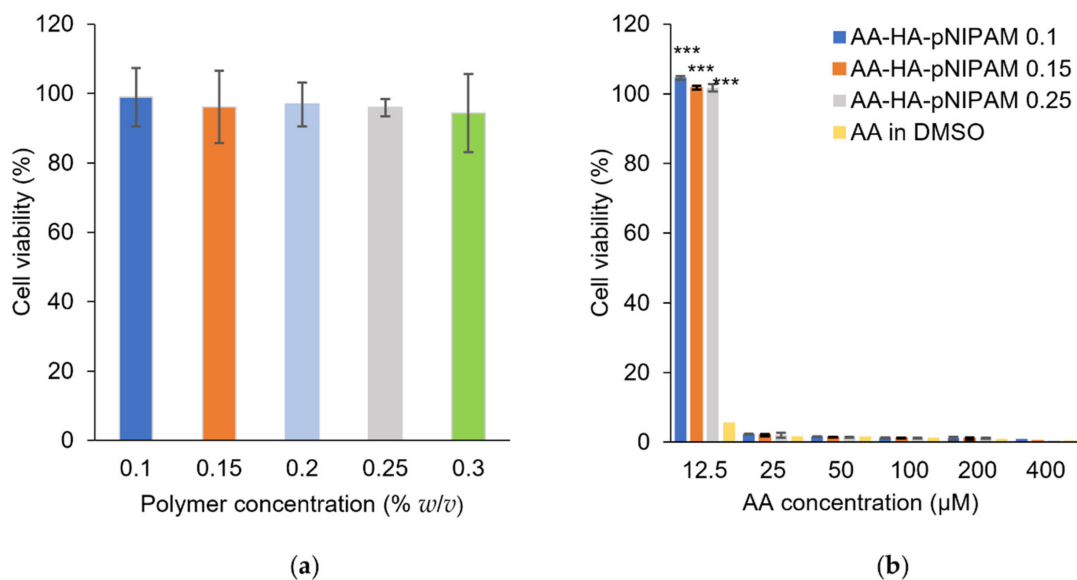 120
100
80
60
40
20
0
Cell viability (%)
0.1 0.15 0.2 0.25 0.3
Polymer concentration (% w/v)
(a)
120
100
80
60
40
20
0
Cell viability (%)
***
***
***
AA-HA-pNIPAM 0.1
AA-HA-pNIPAM 0.15
AA-HA-pNIPAM 0.25
AA in DMSO
12.5 25 50 100 200 400
AA concentration (μM)
(b)